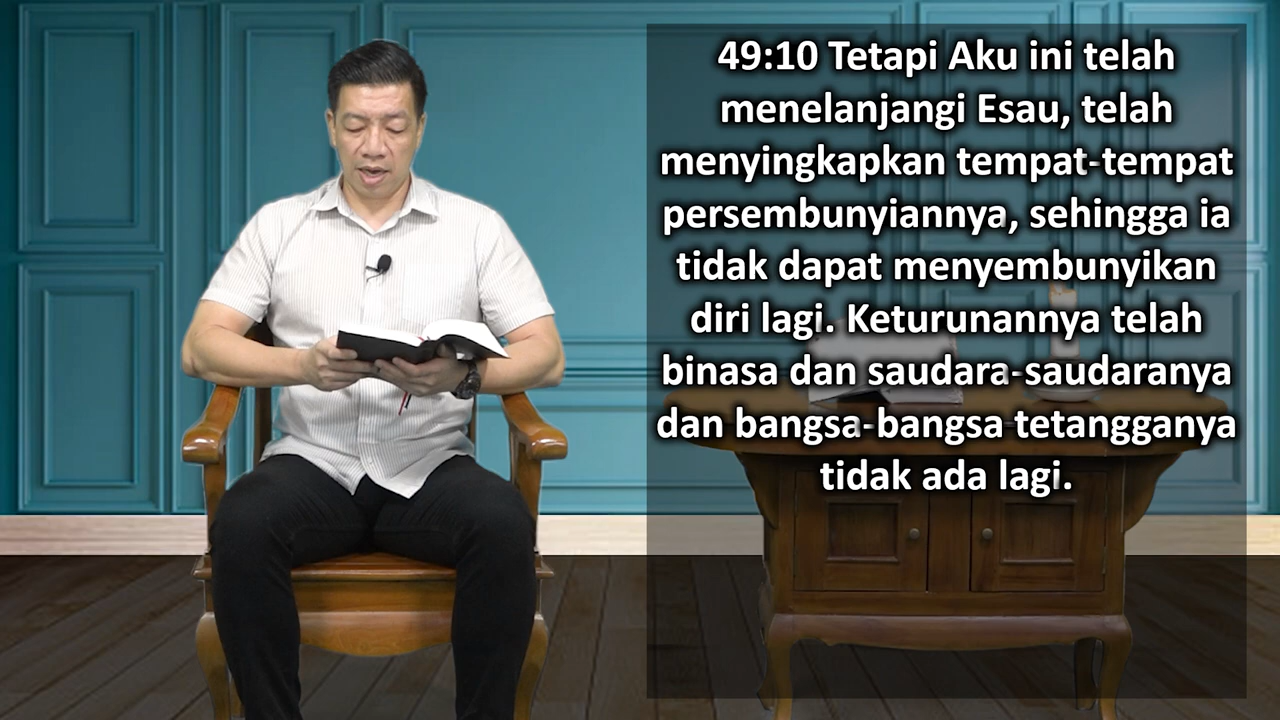 49:10 Tetapi Aku ini telah
menelanjangi Esau, telah
menyingkapkan tempat-tempat
persembunyiannya, sehingga ia
tidak dapat menyembunyikan
diri lagi. Keturunannya telah
binasa dan saudara-saudaranya
dan bangsa-bangsa tetangganya
tidak ada lagi.